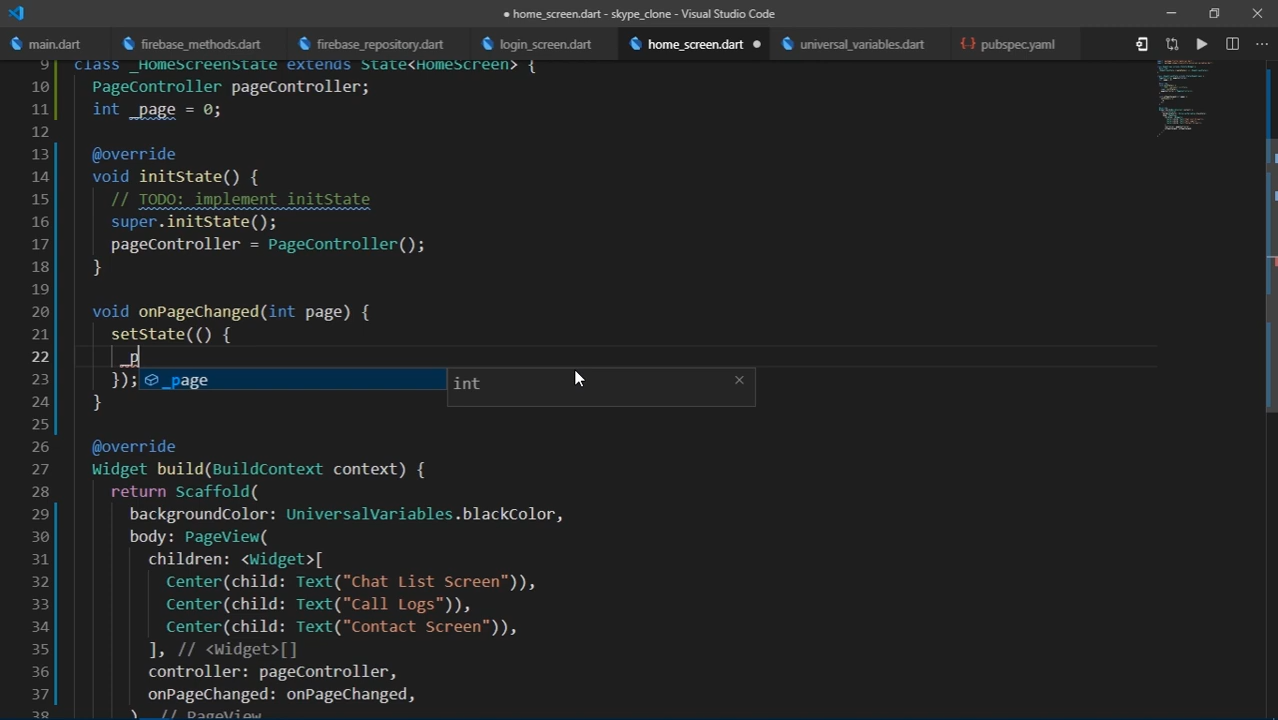 ● home_screen.dart - skype_clone - Visual Studio Code
main.dart firebase_methods.dart firebase_repository.dart login_screen.dart home_screen.dart ● universal_variables.dart {} pubspec.yaml ...
9 class _HomeScreenState extends State<HomeScreen> {
10 PageController pageController;
11 int _page = 0;
12
13 @override
14 void initState() {
15 // TODO: implement initState
16 super.initState();
17 pageController = PageController();
18 }
19
20 void onPageChanged(int page) {
21 setState(() {
22 _p
23 }); _page int
24 }
25
26 @override
27 Widget build(BuildContext context) {
28 return Scaffold(
29 backgroundColor: UniversalVariables.blackColor,
30 body: PageView(
31 children: <Widget>[
32 Center(child: Text("Chat List Screen")),
33 Center(child: Text("Call Logs")),
34 Center(child: Text("Contact Screen")),
35 ], // <Widget>[]
36 controller: pageController,
37 onPageChanged: onPageChanged,
38 ), // PageView